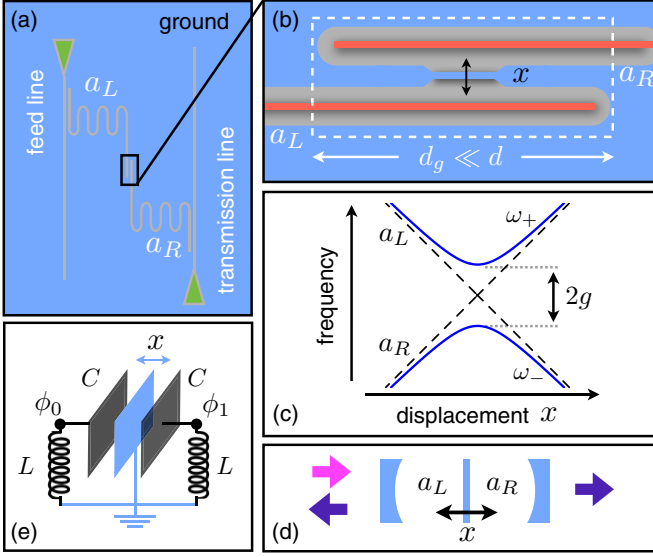 (a)
ground
feed line
a_L
a_R
transmission line
(b)
x
a_R
a_L
d_g ≪ d
(c)
frequency
a_L
a_R
ω_+
2g
ω_−
displacement x
(e)
x
C
C
ϕ_0
ϕ_1
L
L
(d)
a_L
a_R
x